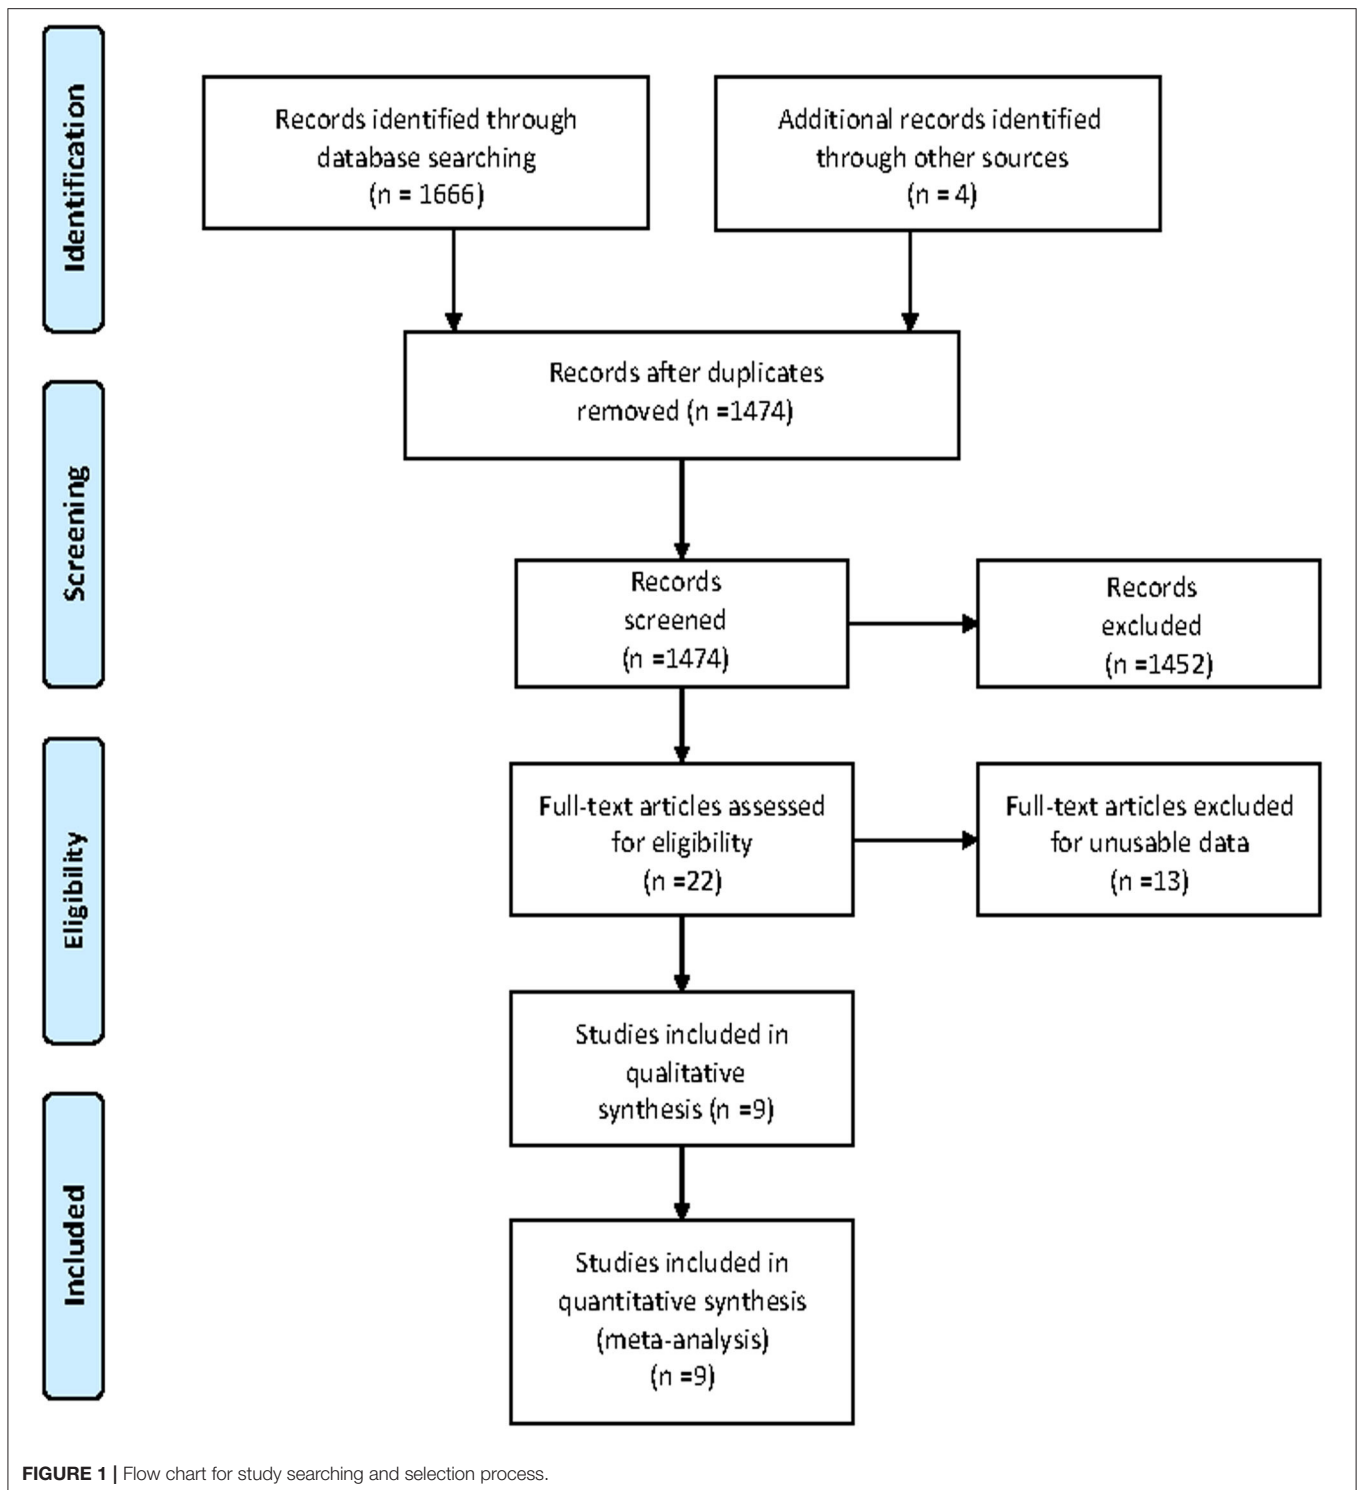 Identification
Records identified through
database searching
(n = 1666)
Additional records identified
through other sources
(n = 4)
Records after duplicates
removed (n =1474)
Screening
Records
screened
(n =1474)
Records
excluded
(n =1452)
Eligibility
Full-text articles assessed
for eligibility
(n =22)
Full-text articles excluded
for unusable data
(n =13)
Studies included in
qualitative
synthesis (n =9)
Included
Studies included in
quantitative synthesis
(meta-analysis)
(n =9)
FIGURE 1 | Flow chart for study searching and selection process.